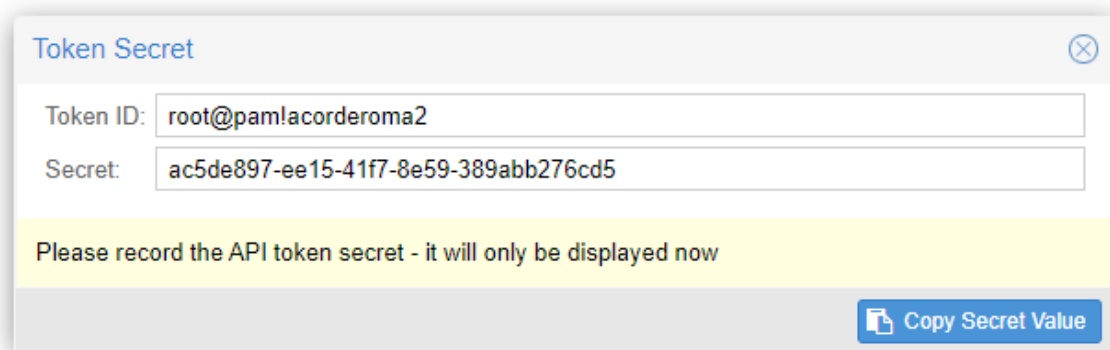 Token Secret
Token ID: root@pam!acorderoma2
Secret: ac5de897-ee15-41f7-8e59-389abb276cd5
Please record the API token secret - it will only be displayed now
Copy Secret Value